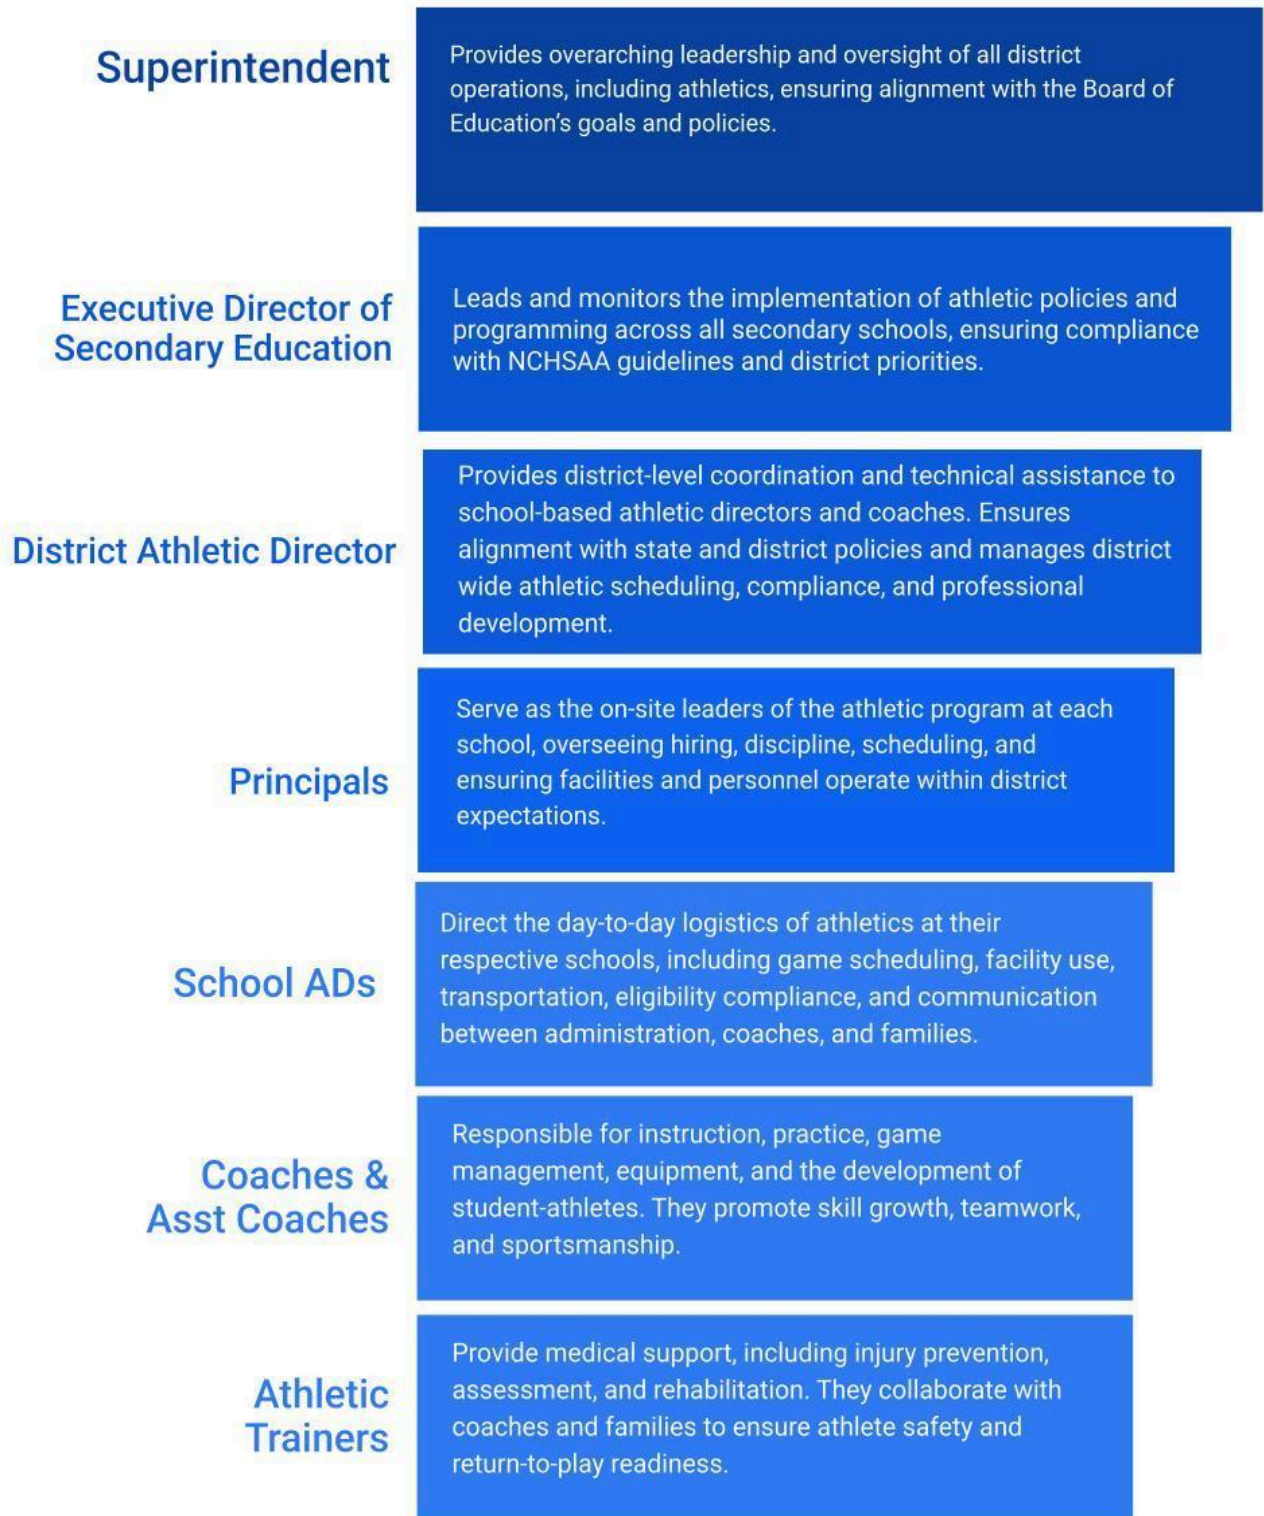 Superintendent
Provides overarching leadership and oversight of all district
operations, including athletics, ensuring alignment with the Board of
Education's goals and policies.
Executive Director of
Secondary Education
Leads and monitors the implementation of athletic policies and
programming across all secondary schools, ensuring compliance
with NCHSAA guidelines and district priorities.
District Athletic Director
Provides district-level coordination and technical assistance to
school-based athletic directors and coaches. Ensures
alignment with state and district policies and manages district
wide athletic scheduling, compliance, and professional
development.
Principals
Serve as the on-site leaders of the athletic program at each
school, overseeing hiring, discipline, scheduling, and
ensuring facilities and personnel operate within district
expectations.
School ADs
Direct the day-to-day logistics of athletics at their
respective schools, including game scheduling, facility use,
transportation, eligibility compliance, and communication
between administration, coaches, and families.
Coaches &
Asst Coaches
Responsible for instruction, practice, game
management, equipment, and the development of
student-athletes. They promote skill growth, teamwork,
and sportsmanship.
Athletic
Trainers
Provide medical support, including injury prevention,
assessment, and rehabilitation. They collaborate with
coaches and families to ensure athlete safety and
return-to-play readiness.